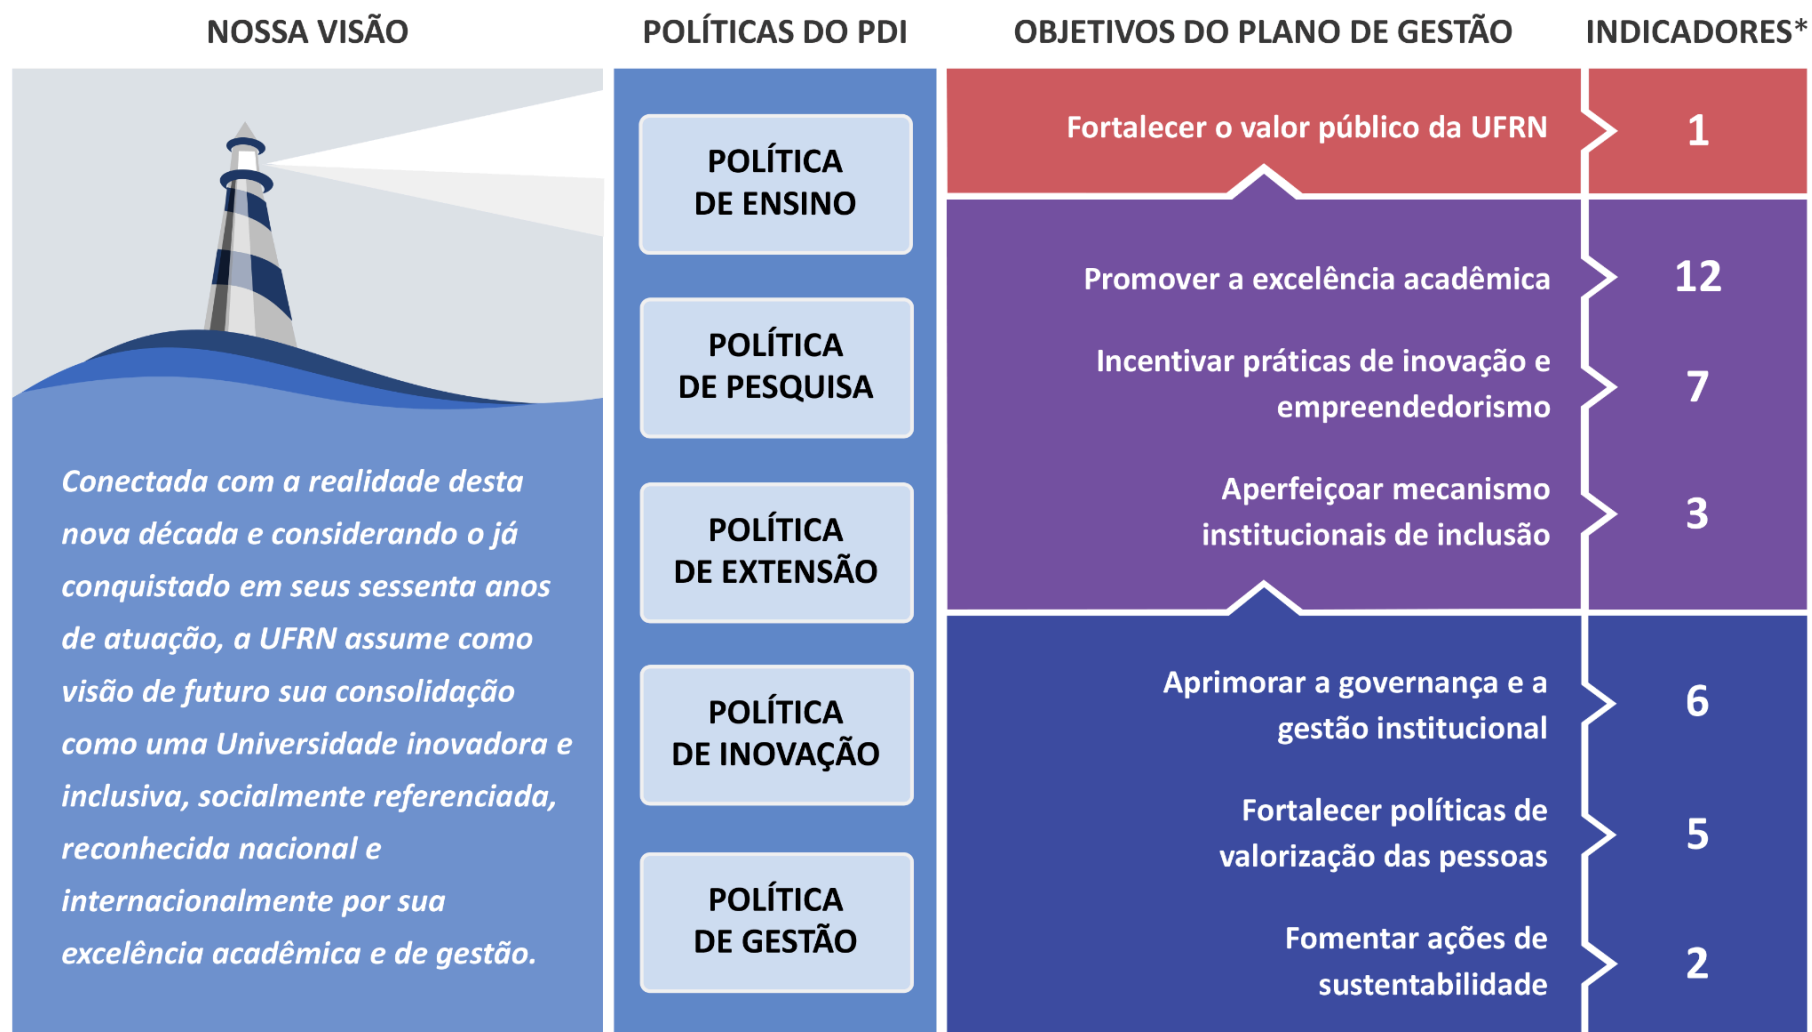 NOSSA VISÃO
POLÍTICAS DO PDI
OBJETIVOS DO PLANO DE GESTÃO
INDICADORES*
Conectada com a realidade desta
nova década e considerando o já
conquistado em seus sessenta anos
de atuação, a UFRN assume como
visão de futuro sua consolidação
como uma Universidade inovadora e
inclusiva, socialmente referenciada,
reconhecida nacional e
internacionalmente por sua
excelência acadêmica e de gestão.
POLÍTICA
DE ENSINO
POLÍTICA
DE PESQUISA
POLÍTICA
DE EXTENSÃO
POLÍTICA
DE INOVAÇÃO
POLÍTICA
DE GESTÃO
Fortalecer o valor público da UFRN
1
Promover a excelência acadêmica
12
Incentivar práticas de inovação e
empreendedorismo
7
Aperfeiçoar mecanismo
institucionais de inclusão
3
Aprimorar a governança e a
gestão institucional
6
Fortalecer políticas de
valorização das pessoas
5
Fomentar ações de
sustentabilidade
2